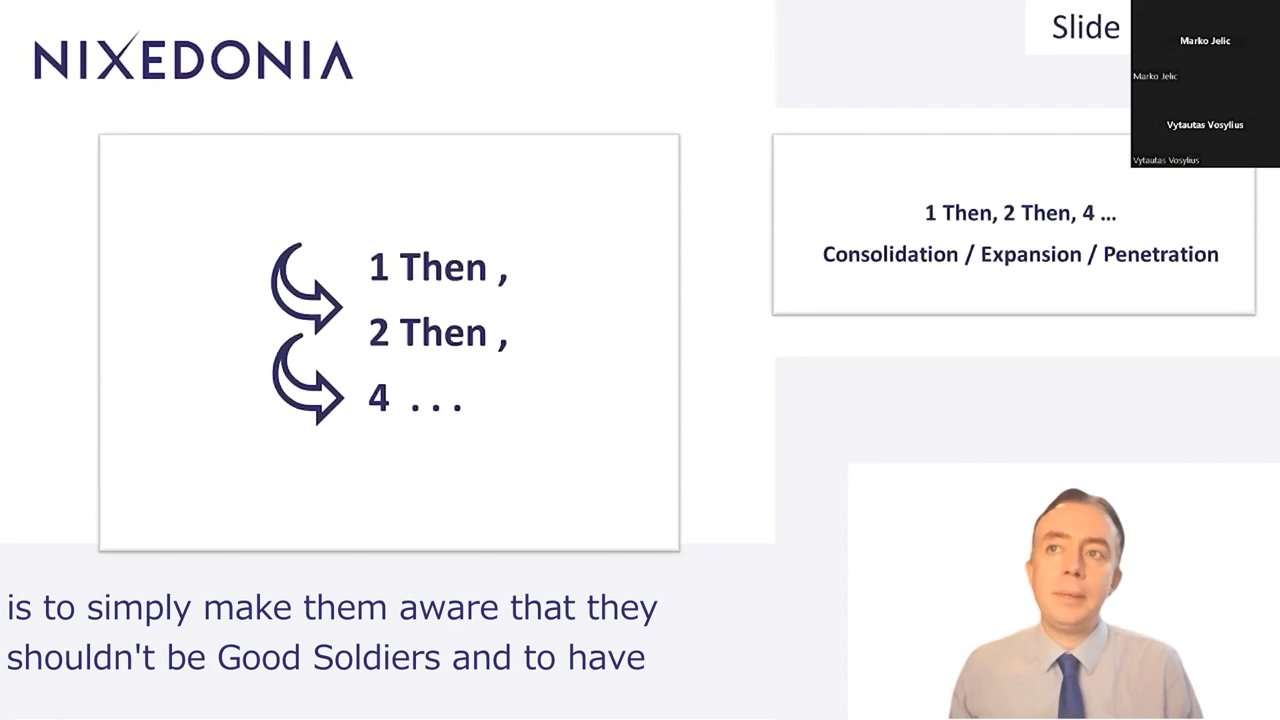 NIXEDONIA
Slide
Marko Jelic
Marko Jelic
Vytautas Vosylius
Vytautas Vosylius
1 Then ,
2 Then ,
4 . . .
1 Then, 2 Then, 4 ...
Consolidation / Expansion / Penetration
is to simply make them aware that they
shouldn't be Good Soldiers and to have